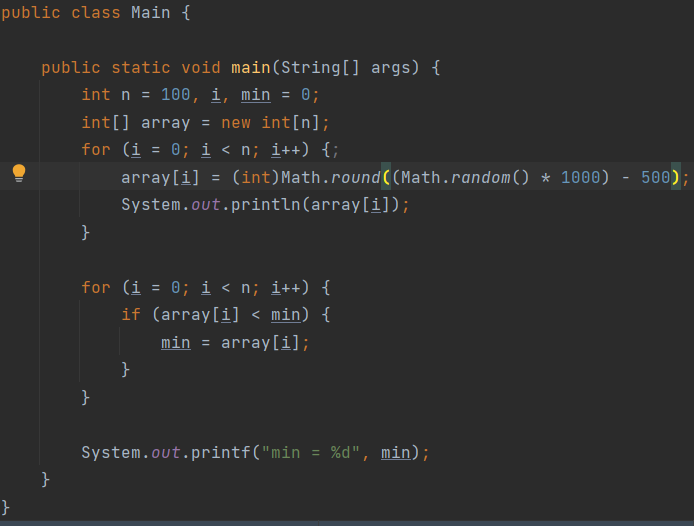 public class Main {
public static void main(String[] args) {
int n = 100, i, min = 0;
int[] array = new int[n];
for (i = 0; i < n; i++) {;
array[i] = (int)Math.round((Math.random() * 1000) - 500);
System.out.println(array[i]);
}
for (i = 0; i < n; i++) {
if (array[i] < min) {
min = array[i];
}
}
System.out.printf("min = %d", min);
}
}